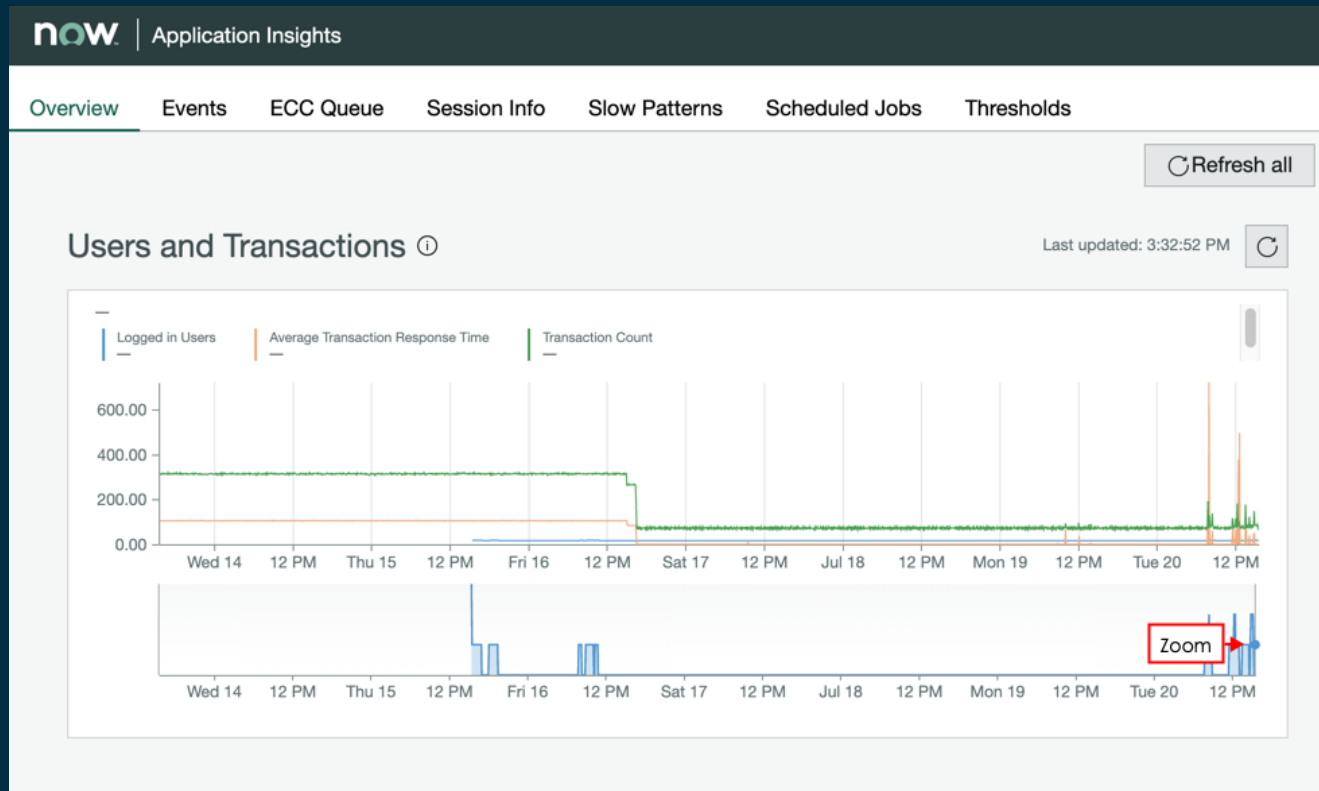 now. Application Insights
Overview Events ECC Queue Session Info Slow Patterns Scheduled Jobs Thresholds
Refresh all
Users and Transactions
Last updated: 3:32:52 PM
—
Logged in Users Average Transaction Response Time Transaction Count
— — —
600.00
400.00
200.00
0.00
Wed 14 12 PM Thu 15 12 PM Fri 16 12 PM Sat 17 12 PM Jul 18 12 PM Mon 19 12 PM Tue 20 12 PM
Zoom
Wed 14 12 PM Thu 15 12 PM Fri 16 12 PM Sat 17 12 PM Jul 18 12 PM Mon 19 12 PM Tue 20 12 PM